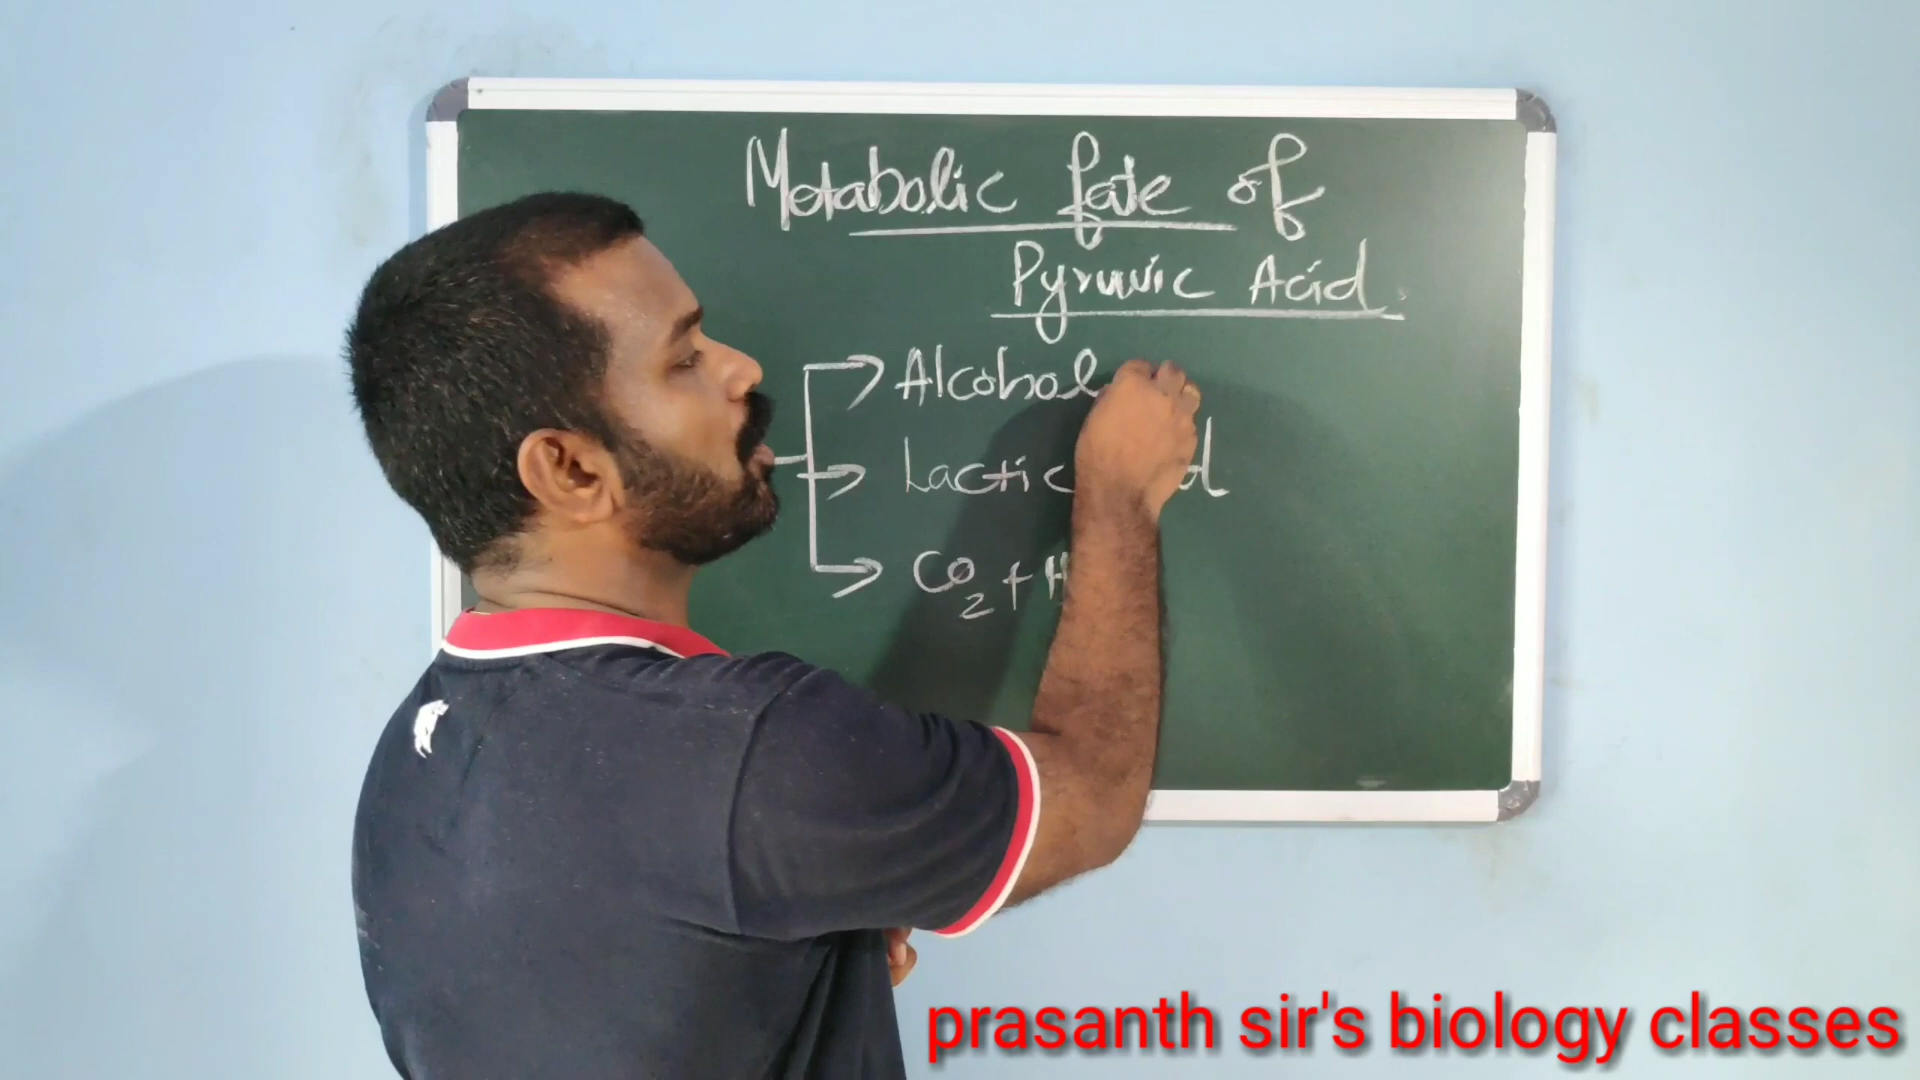 Metabolic fate of
Pyruvic Acid.
Alcohol
Lactic
CO2 + H
prasanth sir's biology classes